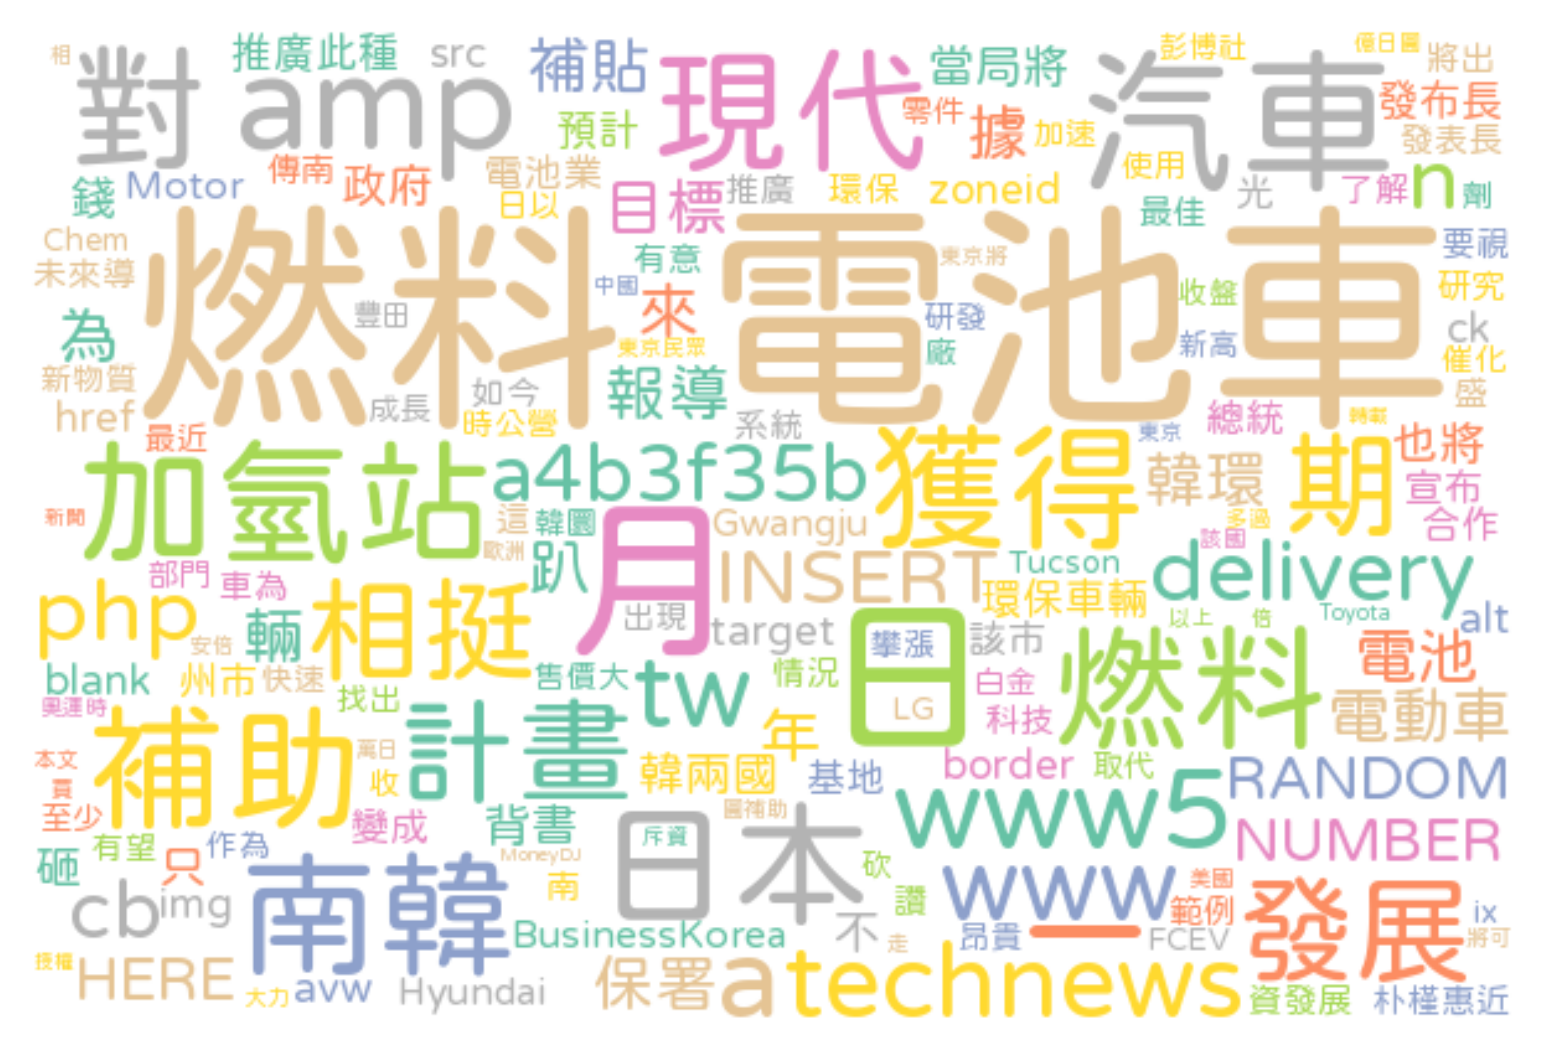 相
對
推廣此種
src
補貼
現代
當局將
彭博社
億日圓
將出
amp
汽車
發布長
零件
據
加速
發表長
預計
傳南
政府
電池業
使用
錢
Motor
日以
目標
推廣
環保
zoneid
最佳
光
了解
n
劑
Chem
未來導
燃料電池車
有意
東京將
要視
中國
收盤
研究
為
豐田
來
研發
新高
ck
東京民眾
廠
催化
新物質
如今
報導
盛
href
成長
時公營
系統
總統
轉載
最近
東京
加氫站
a4b3f35b
獲得
韓環
期
也將
宣布
新聞
這
韓圜
月
Gwangju
多過
合作
歐洲
趴
INSERT
Tucson
該國
delivery
部門
車為
php
相挺
環保車輛
安倍
輛
出現
target
日
攀漲
該市
以上
倍
Toyota
alt
燃料
電池
blank
州市
快速
售價大
tw
情況
白金
奧運時
找出
LG
科技
電動車
補助
計畫
年
本文
萬日
韓兩國
基地
border
取代
RANDOM
貫
收
至少
變成
背書
圜補助
www5
NUMBER
有望
作為
斥資
日本
砸
只
MoneyDJ
砍
南韓
南
讚
www
美國
發展
cb
img
BusinessKorea
不
走
昂貴
一
範例
FCEV
ix
將可
授權
HERE
大力
avw
Hyundai
保署
a
technews
資發展
朴槿惠近